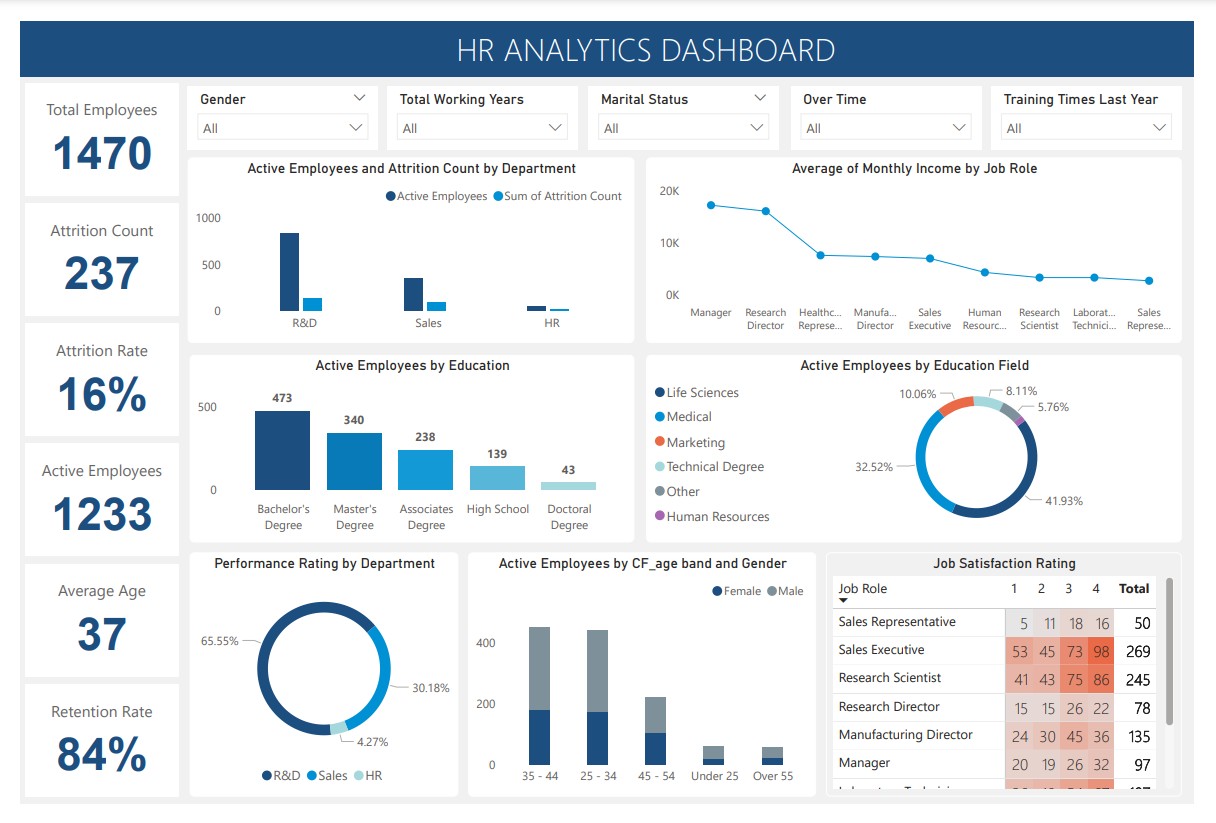 HR ANALYTICS DASHBOARD
Total Employees
1470
Attrition Count
237
Attrition Rate
16%
Active Employees
1233
Average Age
37
Retention Rate
84%
Gender
All
Total Working Years
All
Marital Status
All
Over Time
All
Training Times Last Year
All
Active Employees and Attrition Count by Department
Active Employees Sum of Attrition Count
1000
500
0
R&D Sales HR
Average of Monthly Income by Job Role
20K
10K
0K
Manager Research Healthc... Manufa... Sales Human Research Laborat... Sales
Director Represe... Director Executive Resourc... Scientist Technici... Represe...
Active Employees by Education
500
0
473
340
238
139
43
Bachelor's Master's Associates High School Doctoral
Degree Degree Degree Degree
Active Employees by Education Field
Life Sciences
Medical
Marketing
Technical Degree
Other
Human Resources
10.06%
8.11%
5.76%
32.52%
41.93%
Performance Rating by Department
65.55%
30.18%
4.27%
R&D Sales HR
Active Employees by CF_age band and Gender
Female Male
400
200
0
35 - 44 25 - 34 45 - 54 Under 25 Over 55
Job Satisfaction Rating
Job Role 1 2 3 4 Total
Sales Representative 5 11 18 16 50
Sales Executive 53 45 73 98 269
Research Scientist 41 43 75 86 245
Research Director 15 15 26 22 78
Manufacturing Director 24 30 45 36 135
Manager 20 19 26 32 97